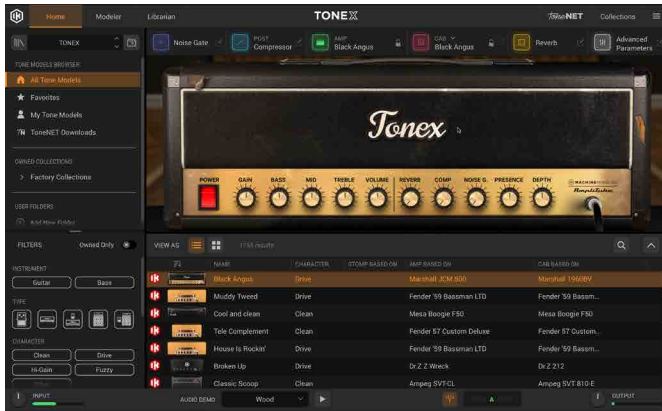 Home
Modeler
Librarian
TONEX
ToneNET
Collections
TONEX
Noise Gate
POST
Compressor
AMP
Black Angus
CAB
Black Angus
Reverb
Advanced
Parameters
TONE MODELS BROWSER
All Tone Models
Favorites
My Tone Models
ToneNET Downloads
OWNED COLLECTIONS
Factory Collections
USER FOLDERS
Add New Folder
Tonex
POWER GAIN BASS MID TREBLE VOLUME REVERB COMP NOISE G. PRESENCE DEPTH
AmpliTube
FILTERS
Owned Only
INSTRUMENT
Guitar
Bass
TYPE
CHARACTER
Clean
Drive
Hi-Gain
Fuzzy
VIEW AS
results
NAME CHARACTER STOMP BASED ON AMP BASED ON CAB BASED ON
Black Angus Drive Marshall JCM 800 Marshall 1960BV
Muddy Tweed Drive Fender '59 Bassman LTD Fender '59 Bassm...
Cool and clean Clean Mesa Boogie F50 Mesa Boogie F50
Tele Complement Clean Fender 57 Custom Deluxe Fender 57 Custom...
House Is Rockin' Drive Fender '59 Bassman LTD Fender '59 Bassm...
Broken Up Drive Dr.Z Z Wreck Dr.Z 212
Classic Scoop Clean Ampeg SVT-CL Ampeg SVT-810-E
INPUT
AUDIO DEMO
Wood
A
OUTPUT